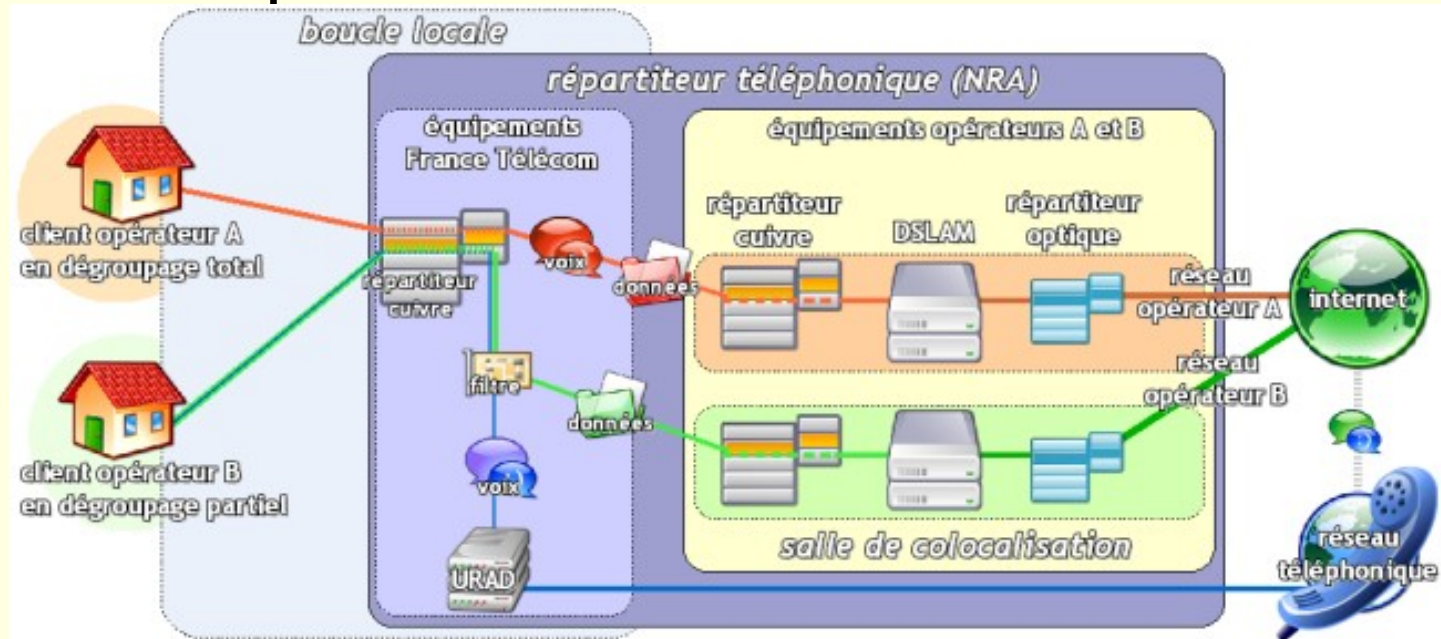 boucle locale
répartiteur téléphonique (NRA)
équipements
France Télécom
équipements opérateurs A et B
client opérateur A
en dégroupage total
répartiteur
cuivre
voix
données
répartiteur
cuivre
DSLAM
répartiteur
optique
réseau
opérateur A
internet
filtre
données
réseau
opérateur B
client opérateur B
en dégroupage partiel
voix
URAD
salle de colocalisation
réseau
téléphonique